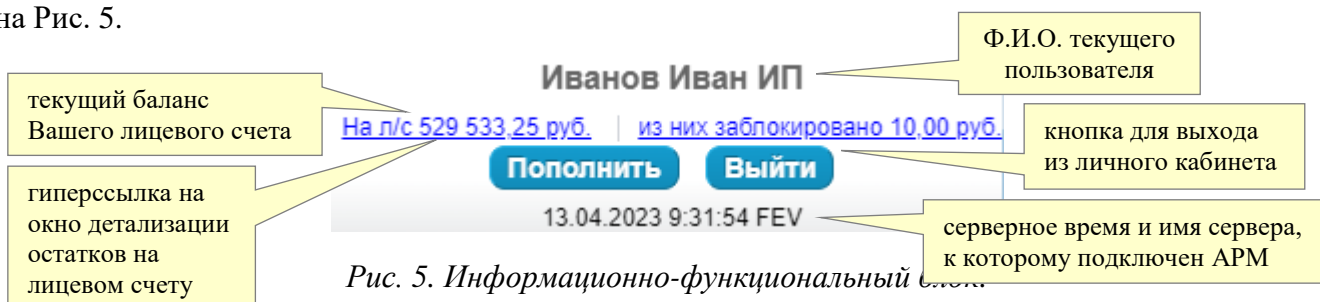 на Рис. 5.
Ф.И.О. текущего
пользователя
Иванов Иван ИП
текущий баланс
Вашего лицевого счета
На л/с 529 533,25 руб. из них заблокировано 10,00 руб.
кнопка для выхода
из личного кабинета
Пополнить Выйти
гиперссылка на
окно детализации
остатков на
лицевом счету
13.04.2023 9:31:54 FEV
серверное время и имя сервера,
к которому подключен АРМ
Рис. 5. Информационно-функциональный блок.